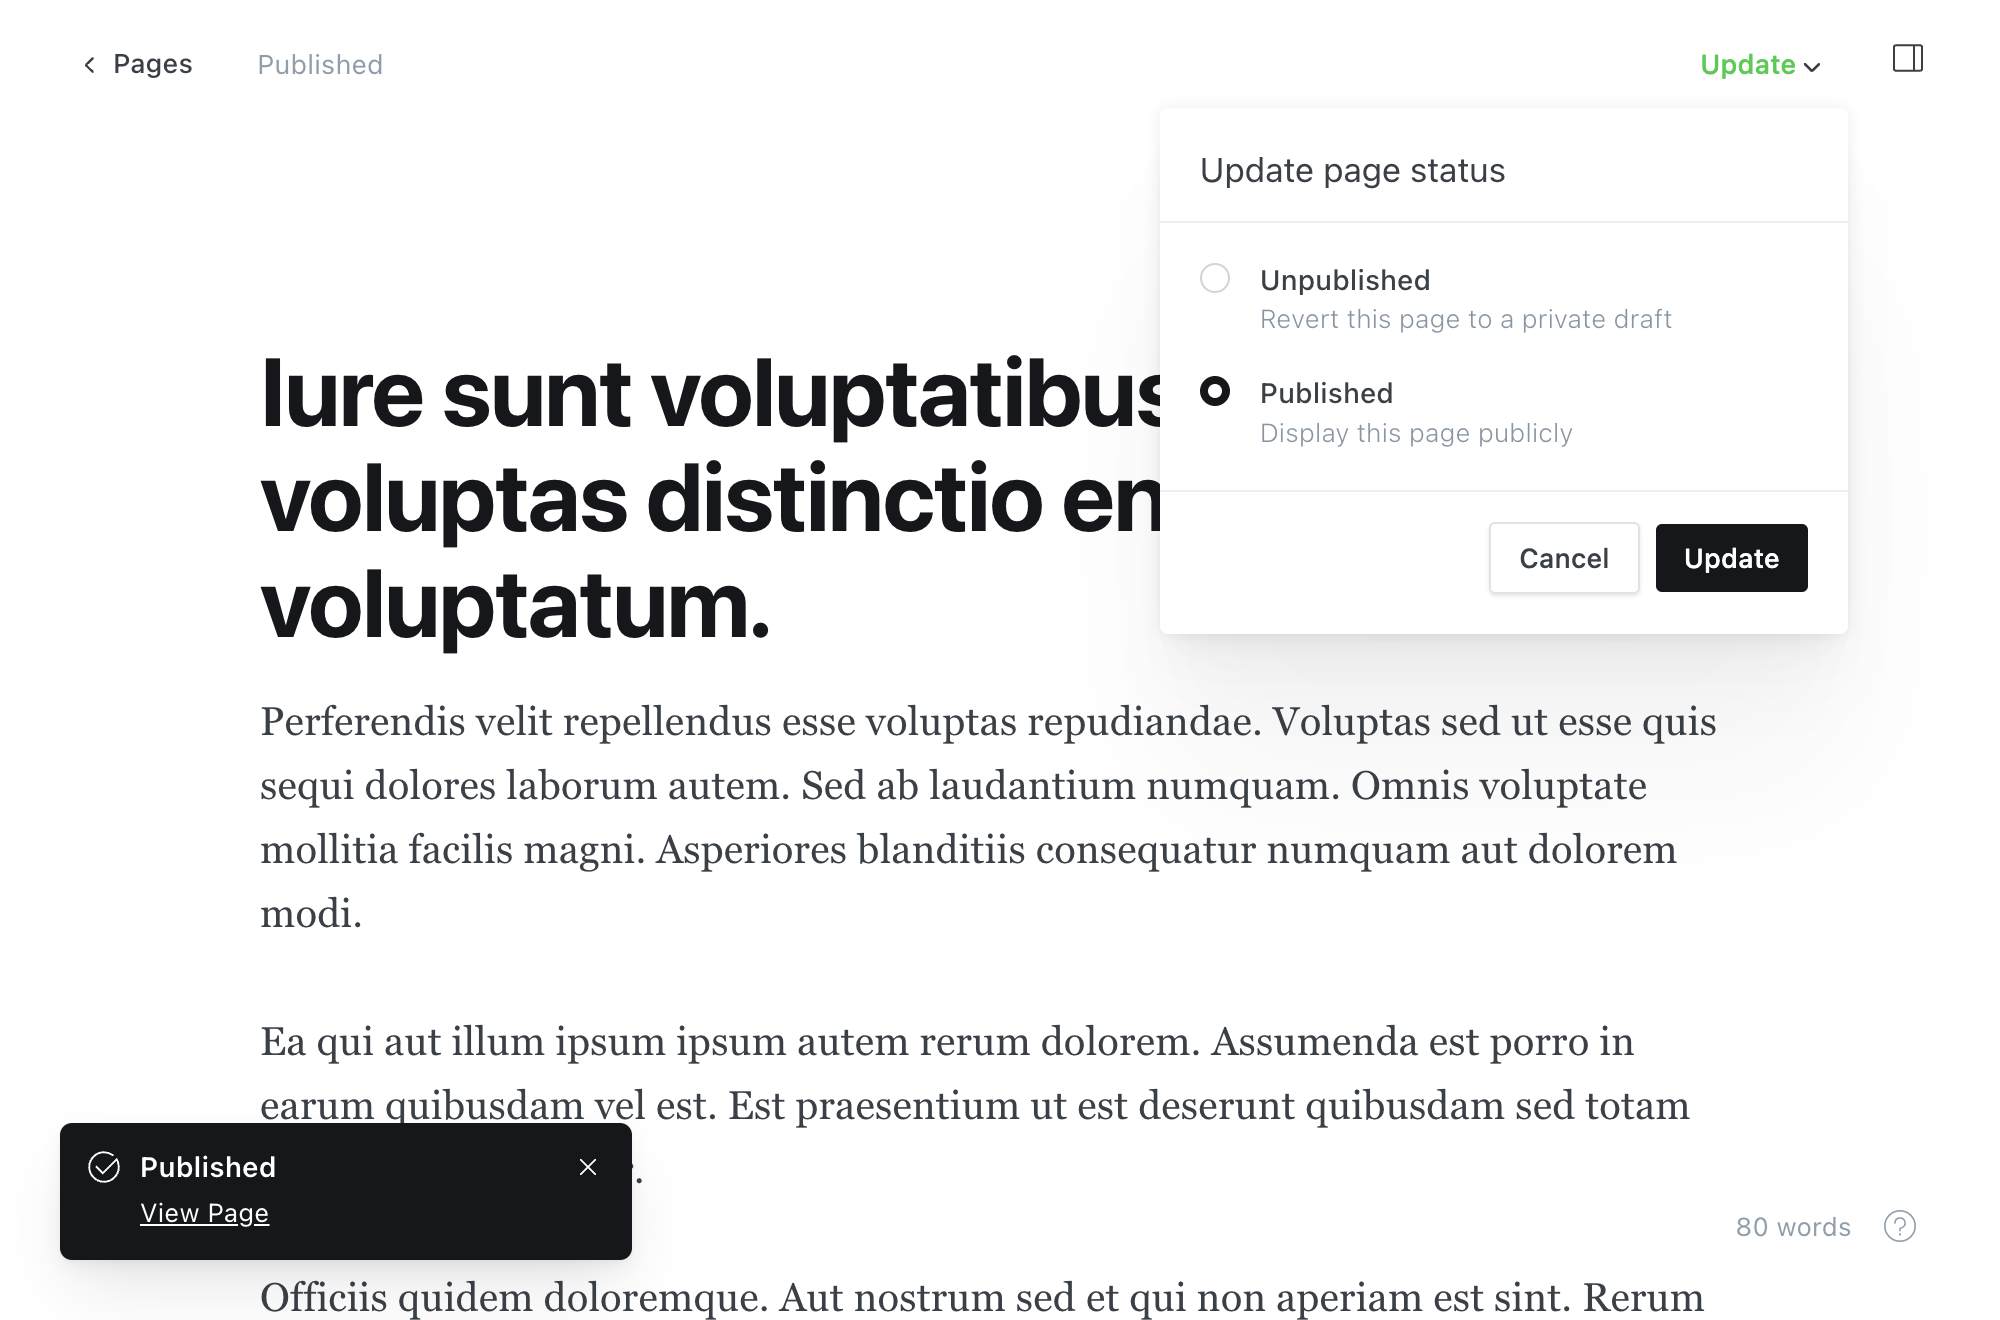 Pages
Published
Update
Update page status
Unpublished
Revert this page to a private draft
Published
Display this page publicly
Cancel
Update
Iure sunt voluptatibus
voluptas distinctio
voluptatum.
Perferendis velit repellendus esse voluptas repudiandae. Voluptas sed ut esse quis
sequi dolores laborum autem. Sed ab laudantium numquam. Omnis voluptate
mollitia facilis magni. Asperiores blanditiis consequatur numquam aut dolorem
modi.
Ea qui aut illum ipsum ipsum autem rerum dolorem. Assumenda est porro in
earum quibusdam vel est. Est praesentium ut est deserunt quibusdam sed totam
Published
View Page
80 words
Officiis quidem doloremque. Aut nostrum sed et qui non aperiam est sint. Rerum